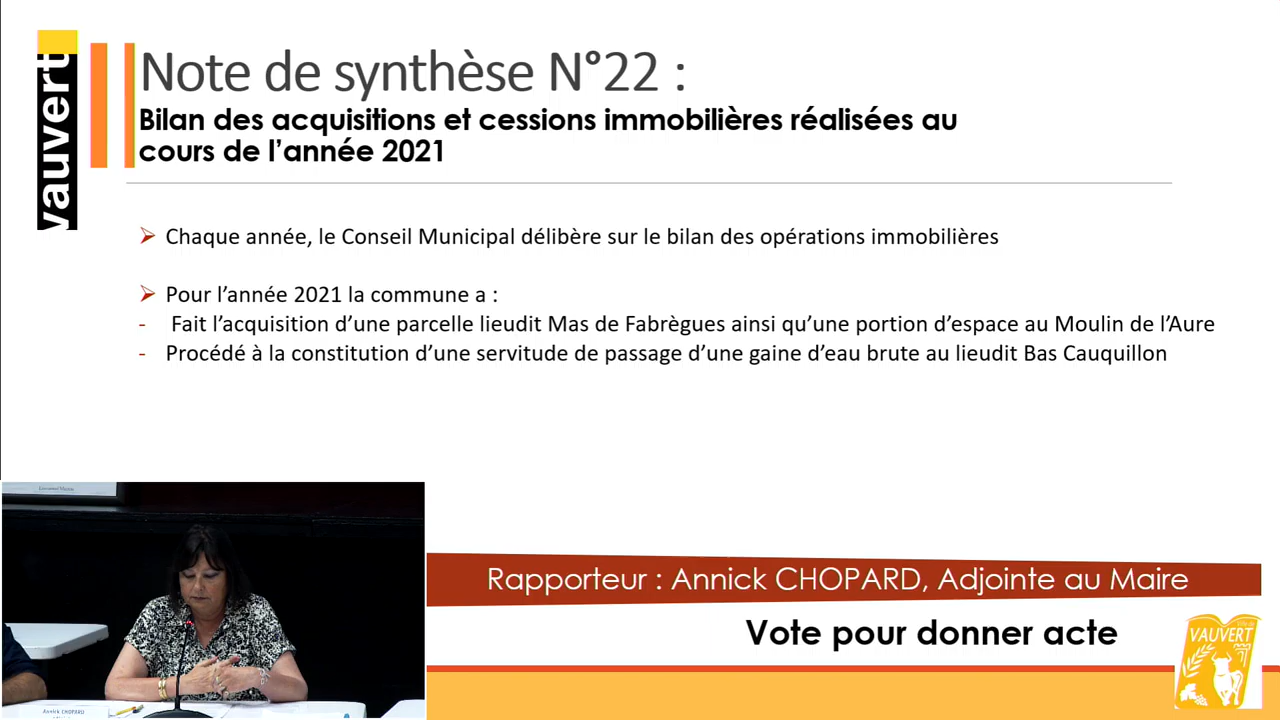 vauvert
Note de synthèse N°22 :
Bilan des acquisitions et cessions immobilières réalisées au
cours de l'année 2021
Chaque année, le Conseil Municipal délibère sur le bilan des opérations immobilières
Pour l'année 2021 la commune a :
- Fait l'acquisition d'une parcelle lieudit Mas de Fabrègues ainsi qu'une portion d'espace au Moulin de l'Aure
- Procédé à la constitution d'une servitude de passage d'une gaine d'eau brute au lieudit Bas Cauquillon
Rapporteur : Annick CHOPARD, Adjointe au Maire
Vote pour donner acte
VAUVERT
Annick CHOPARD